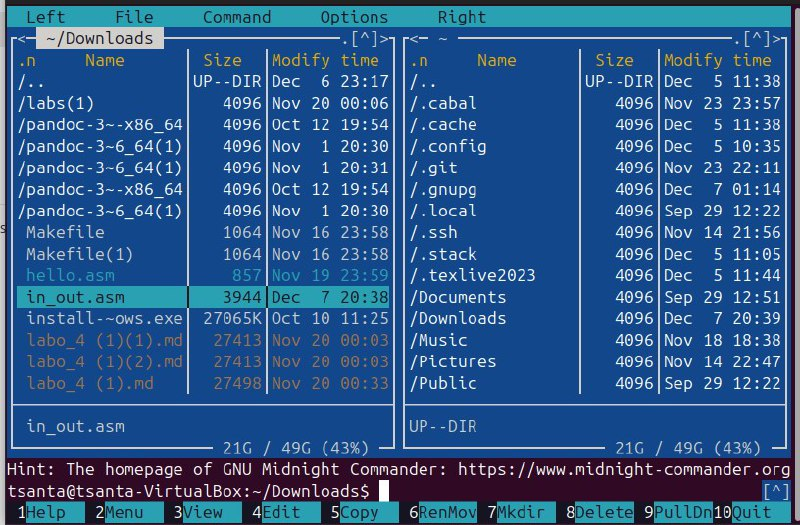 Left File Command Options Right
<- ~/Downloads .[^]> <- ~ .[^]>
.n Name Size Modify time .n Name Size Modify time
/.. UP--DIR Dec 6 23:17 /.. UP--DIR Dec 5 11:38
/labs(1) 4096 Nov 20 00:06 /.cabal 4096 Nov 23 23:57
/pandoc-3~-x86_64 4096 Oct 12 19:54 /.cache 4096 Dec 5 11:38
/pandoc-3~6_64(1) 4096 Nov 1 20:30 /.config 4096 Dec 5 10:35
/pandoc-3~6_64(1) 4096 Nov 1 20:31 /.git 4096 Nov 23 22:11
/pandoc-3~-x86_64 4096 Oct 12 19:54 /.gnupg 4096 Dec 7 01:14
/pandoc-3~6_64(1) 4096 Nov 1 20:30 /.local 4096 Sep 29 12:22
Makefile 1064 Nov 16 23:58 /.ssh 4096 Nov 14 21:56
Makefile(1) 1064 Nov 16 23:58 /.stack 4096 Dec 5 11:05
hello.asm 857 Nov 19 23:59 /.texlive2023 4096 Dec 5 11:44
in_out.asm 3944 Dec 7 20:38 /Documents 4096 Sep 29 12:51
install-~ows.exe 27065K Oct 10 11:25 /Downloads 4096 Dec 7 20:39
labo_4 (1)(1).md 27413 Nov 20 00:03 /Music 4096 Nov 18 18:38
labo_4 (1)(2).md 27413 Nov 20 00:03 /Pictures 4096 Nov 14 22:47
labo_4 (1).md 27498 Nov 20 00:33 /Public 4096 Sep 29 12:22
in_out.asm UP--DIR
21G / 49G (43%) 21G / 49G (43%)
Hint: The homepage of GNU Midnight Commander: https://www.midnight-commander.org
tsanta@tsanta-VirtualBox:~/Downloads$ [^]
1Help 2Menu 3View 4Edit 5Copy 6RenMov 7Mkdir 8Delete 9PullDn 10Quit